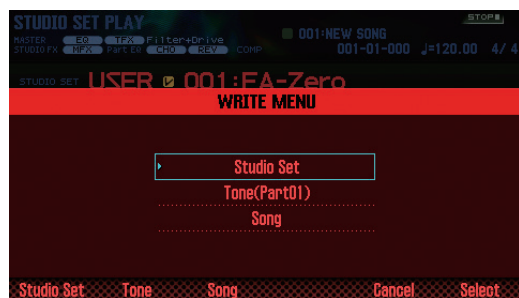 STUDIO SET PLAY
STOP
MASTER EQ TFX Filter+Drive
001:NEW SONG
STUDIO FX MFX Part EQ CHO REV COMP
001-01-000 ♩=120.00 4/4
STUDIO SET USER 001:FA-Zero
WRITE MENU
Studio Set
Tone(Part01)
Song
Studio Set Tone Song Cancel Select